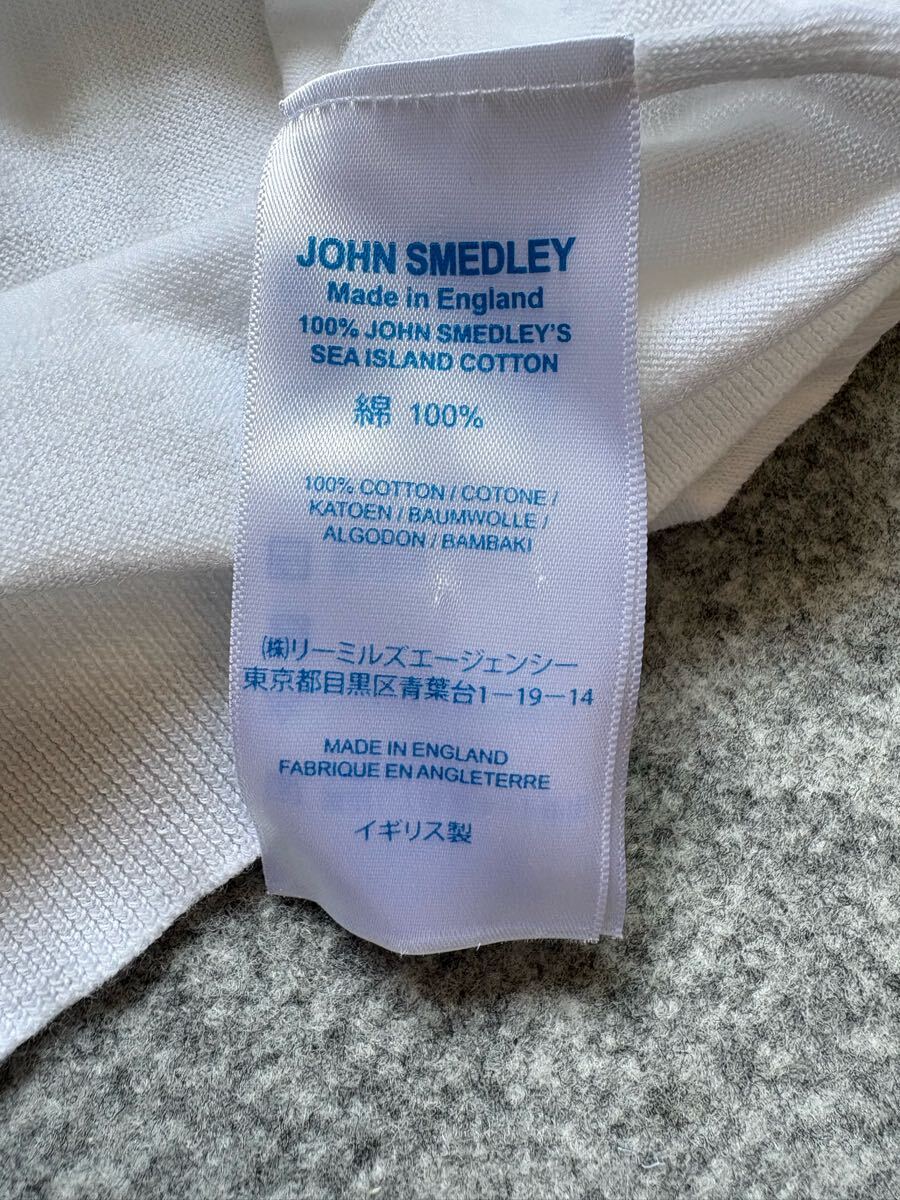 JOHN SMEDLEY
Made in England
100% JOHN SMEDLEY'S
SEA ISLAND COTTON
綿 100%
100% COTTON / COTONE /
KATOEN / BAUMWOLLE /
ALGODON / BAMBAKI
㈱リーミルズエージェンシー
東京都目黒区青葉台1−19−14
MADE IN ENGLAND
FABRIQUE EN ANGLETERRE
イギリス製